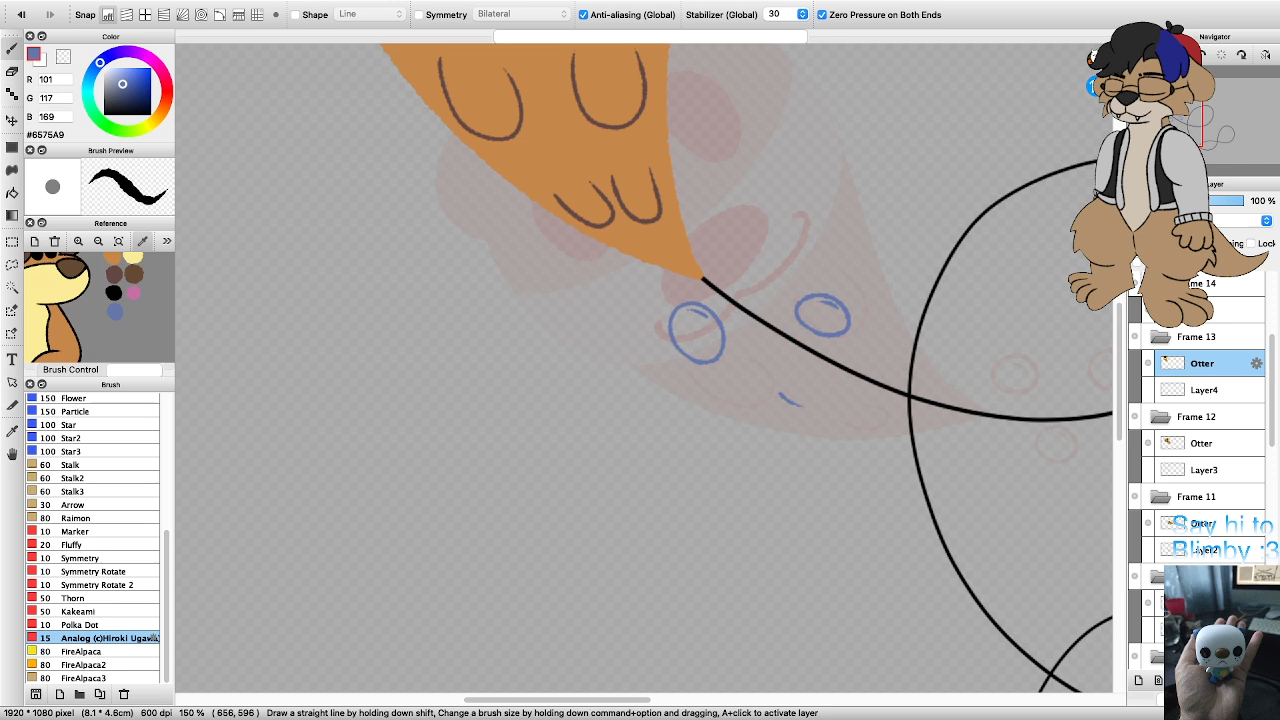 Snap
Shape
Line
Symmetry
Bilateral
Anti-aliasing (Global)
Stabilizer (Global)
30
Zero Pressure on Both Ends
Color
Navigator
R 101
G 117
B 169
#6575A9
Brush Preview
Reference
Brush Control
Brush
150 Flower
150 Particle
100 Star
100 Star2
100 Star3
60 Stalk
60 Stalk2
60 Stalk3
30 Arrow
80 Raimon
10 Marker
20 Fluffy
10 Symmetry
10 Symmetry Rotate
10 Symmetry Rotate 2
50 Thorn
50 Kakeami
10 Polka Dot
15 Analog (c)Hiroki Ugawa
80 FireAlpaca
80 FireAlpaca2
80 FireAlpaca3
Layer
100 %
Lock
14
Frame 13
Otter
Layer4
Frame 12
Otter
Layer3
Frame 11
Otter
Layer2
Say hi to
Blimby :3
1920 * 1080 pixel (8.1 * 4.6cm) 600 dpi 150 % ( 656, 596 ) Draw a straight line by holding down shift, Change a brush size by holding down command+option and dragging, A+click to activate layer